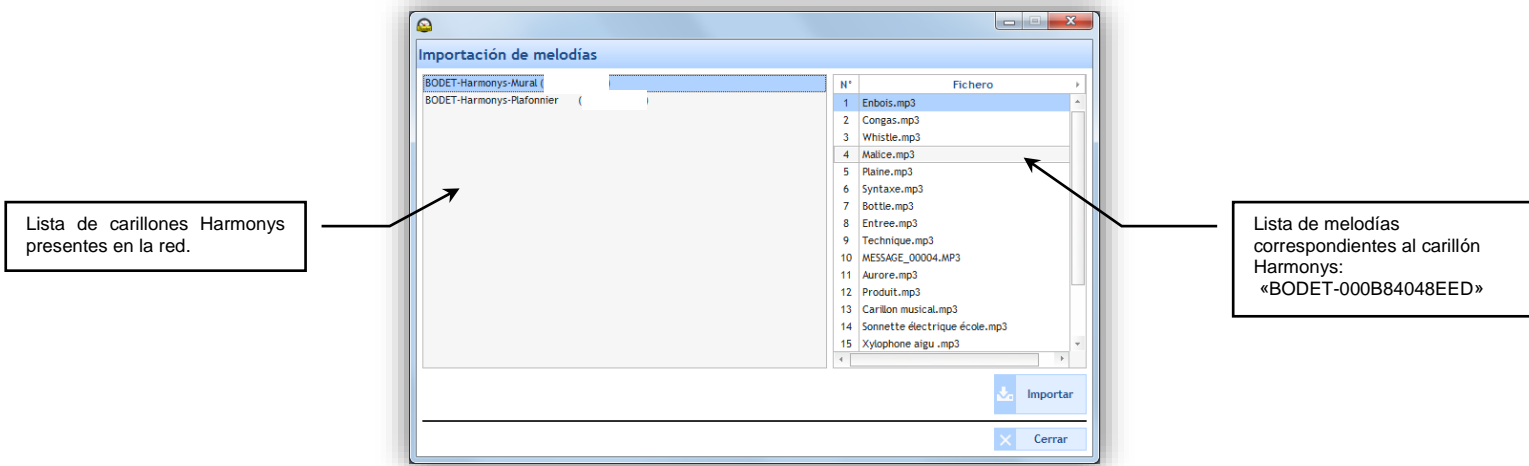 Importación de melodías
BODET-Harmonys-Mural ( )
BODET-Harmonys-Plafonnier ( )
N° Fichero
1 Enbois.mp3
2 Congas.mp3
3 Whistle.mp3
4 Malice.mp3
5 Plaine.mp3
6 Syntaxe.mp3
7 Bottle.mp3
8 Entree.mp3
9 Technique.mp3
10 MESSAGE_00004.MP3
11 Aurore.mp3
12 Produit.mp3
13 Carillon musical.mp3
14 Sonnette électrique école.mp3
15 Xylophone aigu .mp3
Importar
Cerrar
Lista de carillones Harmonys
presentes en la red.
Lista de melodías
correspondientes al carillón
Harmonys:
«BODET-000B84048EED»